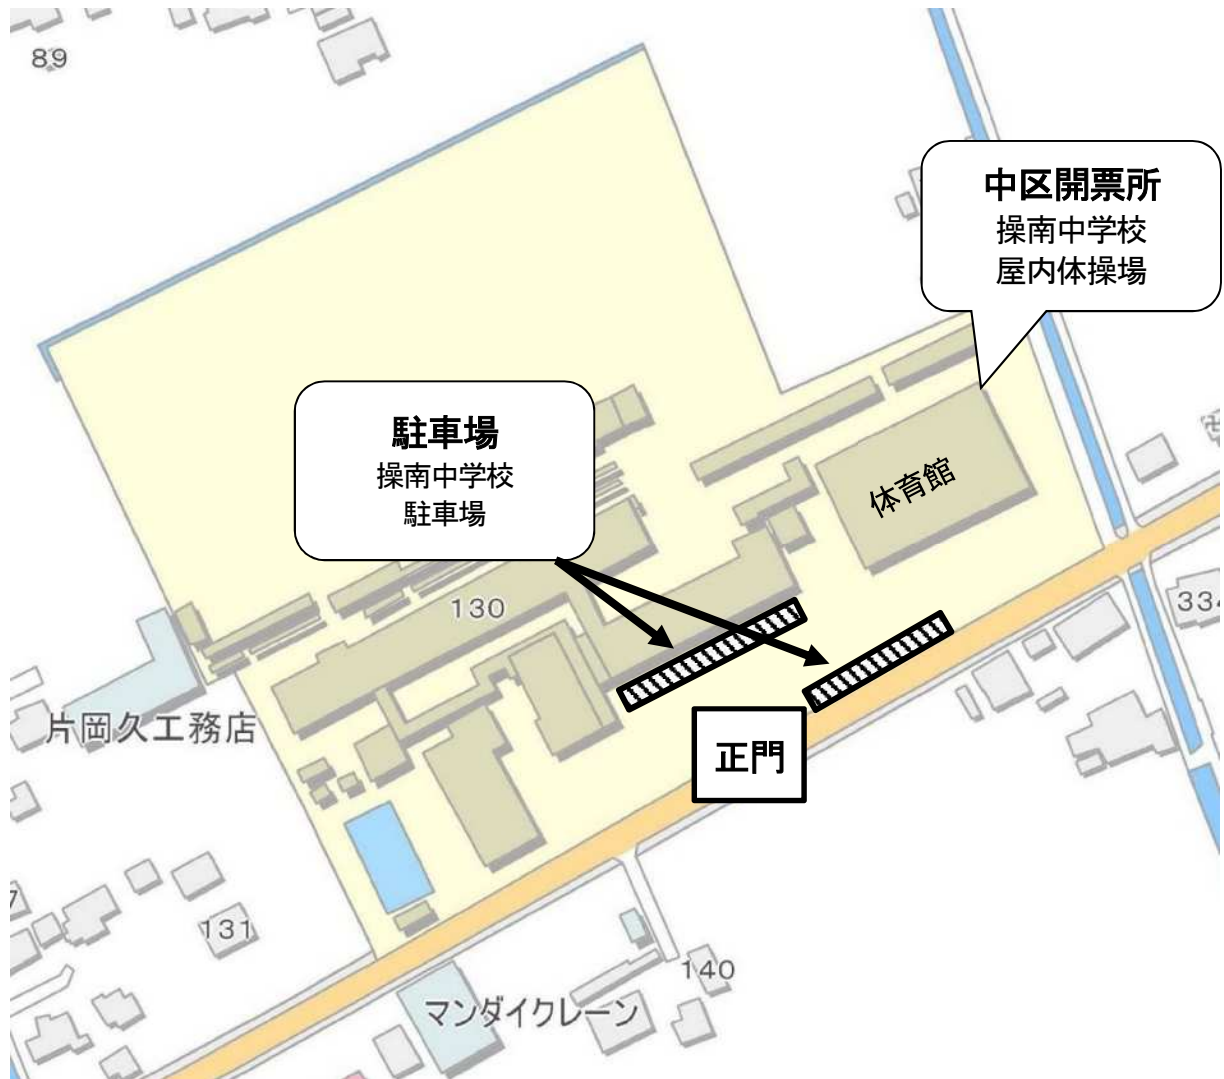 89
中区開票所
操南中学校
屋内体操場
駐車場
操南中学校
駐車場
体育館
130
334
片岡久工務店
正門
131
140
マンダイクレーン